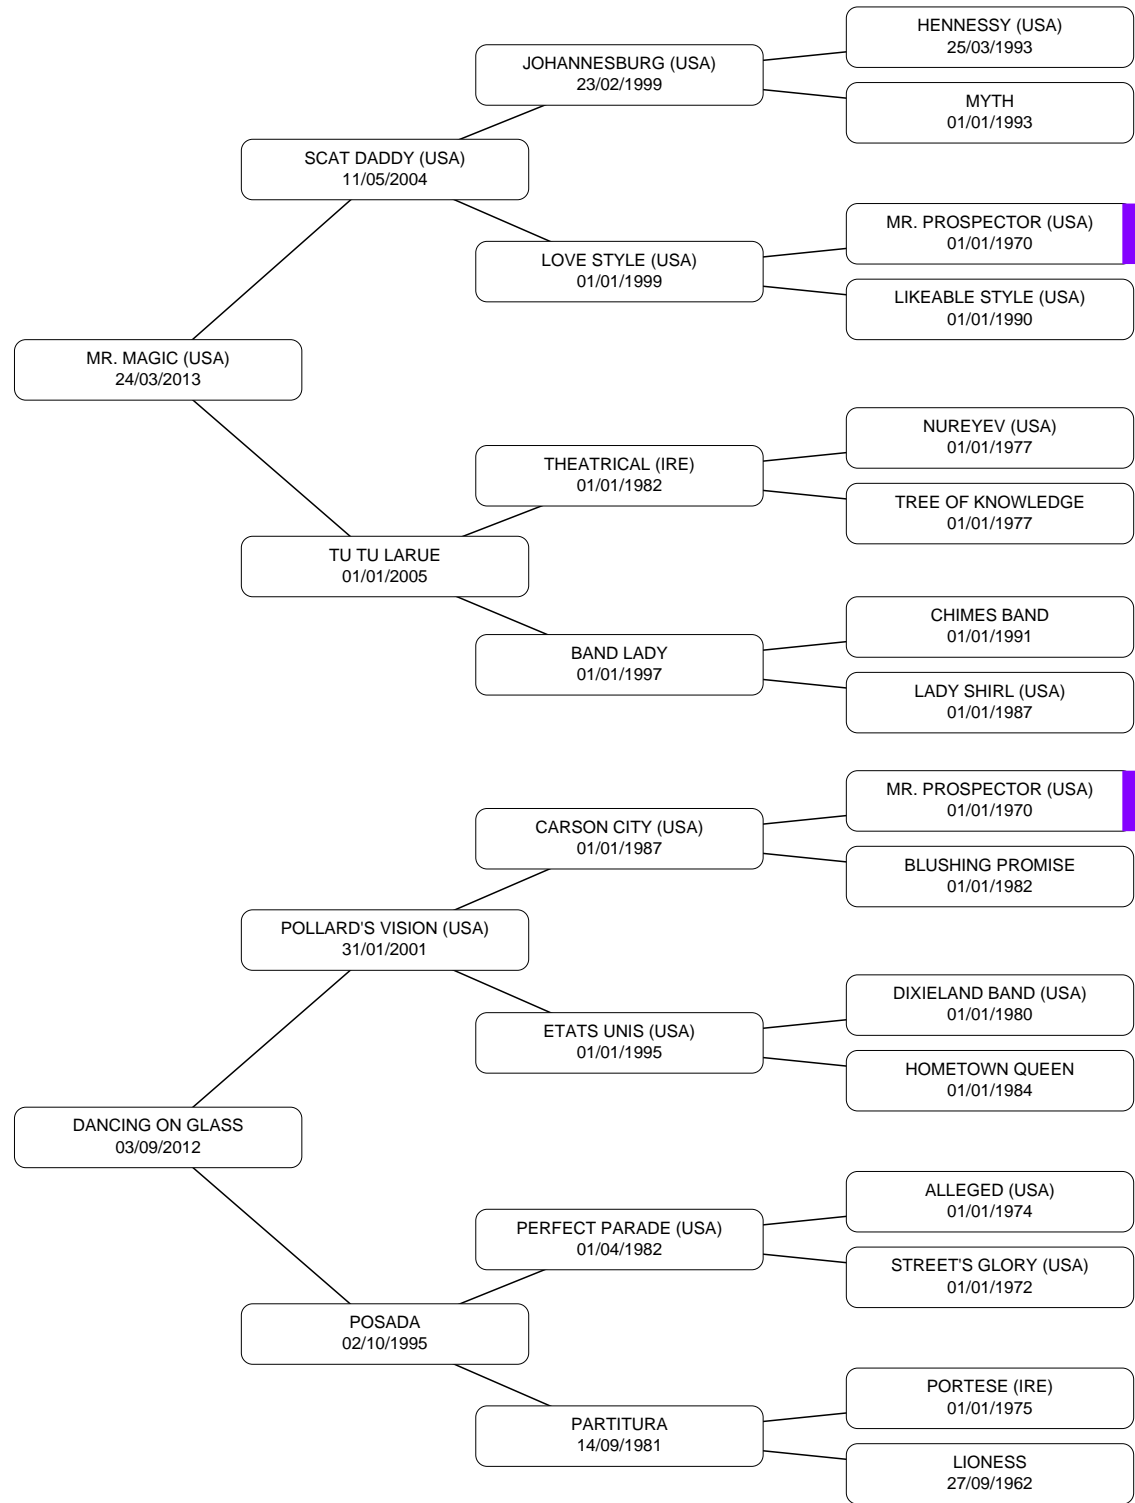 HENNESSY (USA)
25/03/1993
JOHANNESBURG (USA)
23/02/1999
MYTH
01/01/1993
SCAT DADDY (USA)
11/05/2004
MR. PROSPECTOR (USA)
01/01/1970
LOVE STYLE (USA)
01/01/1999
LIKEABLE STYLE (USA)
01/01/1990
MR. MAGIC (USA)
24/03/2013
NUREYEV (USA)
01/01/1977
THEATRICAL (IRE)
01/01/1982
TREE OF KNOWLEDGE
01/01/1977
TU TU LARUE
01/01/2005
CHIMES BAND
01/01/1991
BAND LADY
01/01/1997
LADY SHIRL (USA)
01/01/1987
MR. PROSPECTOR (USA)
01/01/1970
CARSON CITY (USA)
01/01/1987
BLUSHING PROMISE
01/01/1982
POLLARD'S VISION (USA)
31/01/2001
DIXIELAND BAND (USA)
01/01/1980
ETATS UNIS (USA)
01/01/1995
HOMETOWN QUEEN
01/01/1984
DANCING ON GLASS
03/09/2012
ALLEGED (USA)
01/01/1974
PERFECT PARADE (USA)
01/04/1982
STREET'S GLORY (USA)
01/01/1972
POSADA
02/10/1995
PORTESE (IRE)
01/01/1975
PARTITURA
14/09/1981
LIONESS
27/09/1962